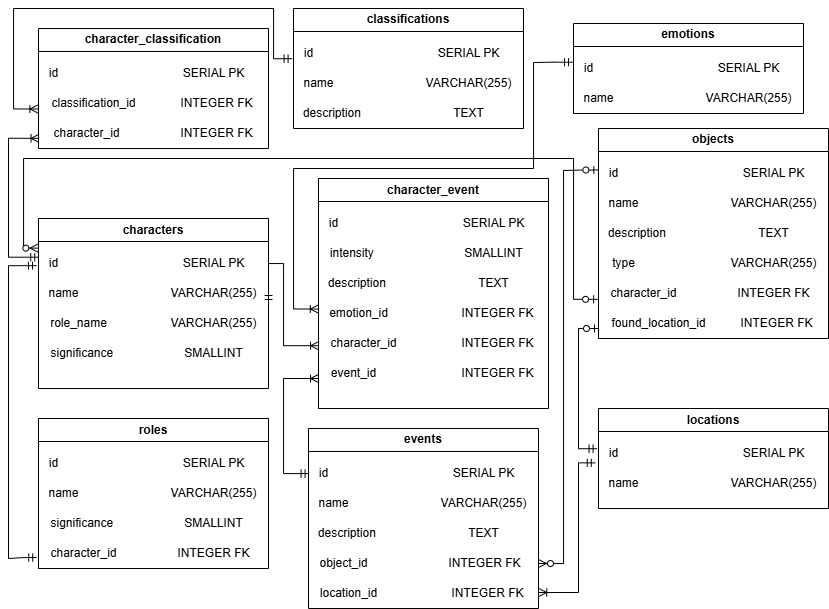 character_classification
id SERIAL PK
classification_id INTEGER FK
character_id INTEGER FK
classifications
id SERIAL PK
name VARCHAR(255)
description TEXT
emotions
id SERIAL PK
name VARCHAR(255)
objects
id SERIAL PK
name VARCHAR(255)
description TEXT
type VARCHAR(255)
character_id INTEGER FK
found_location_id INTEGER FK
character_event
id SERIAL PK
intensity SMALLINT
description TEXT
emotion_id INTEGER FK
character_id INTEGER FK
event_id INTEGER FK
characters
id SERIAL PK
name VARCHAR(255)
role_name VARCHAR(255)
significance SMALLINT
roles
id SERIAL PK
name VARCHAR(255)
significance SMALLINT
character_id INTEGER FK
events
id SERIAL PK
name VARCHAR(255)
description TEXT
object_id INTEGER FK
location_id INTEGER FK
locations
id SERIAL PK
name VARCHAR(255)